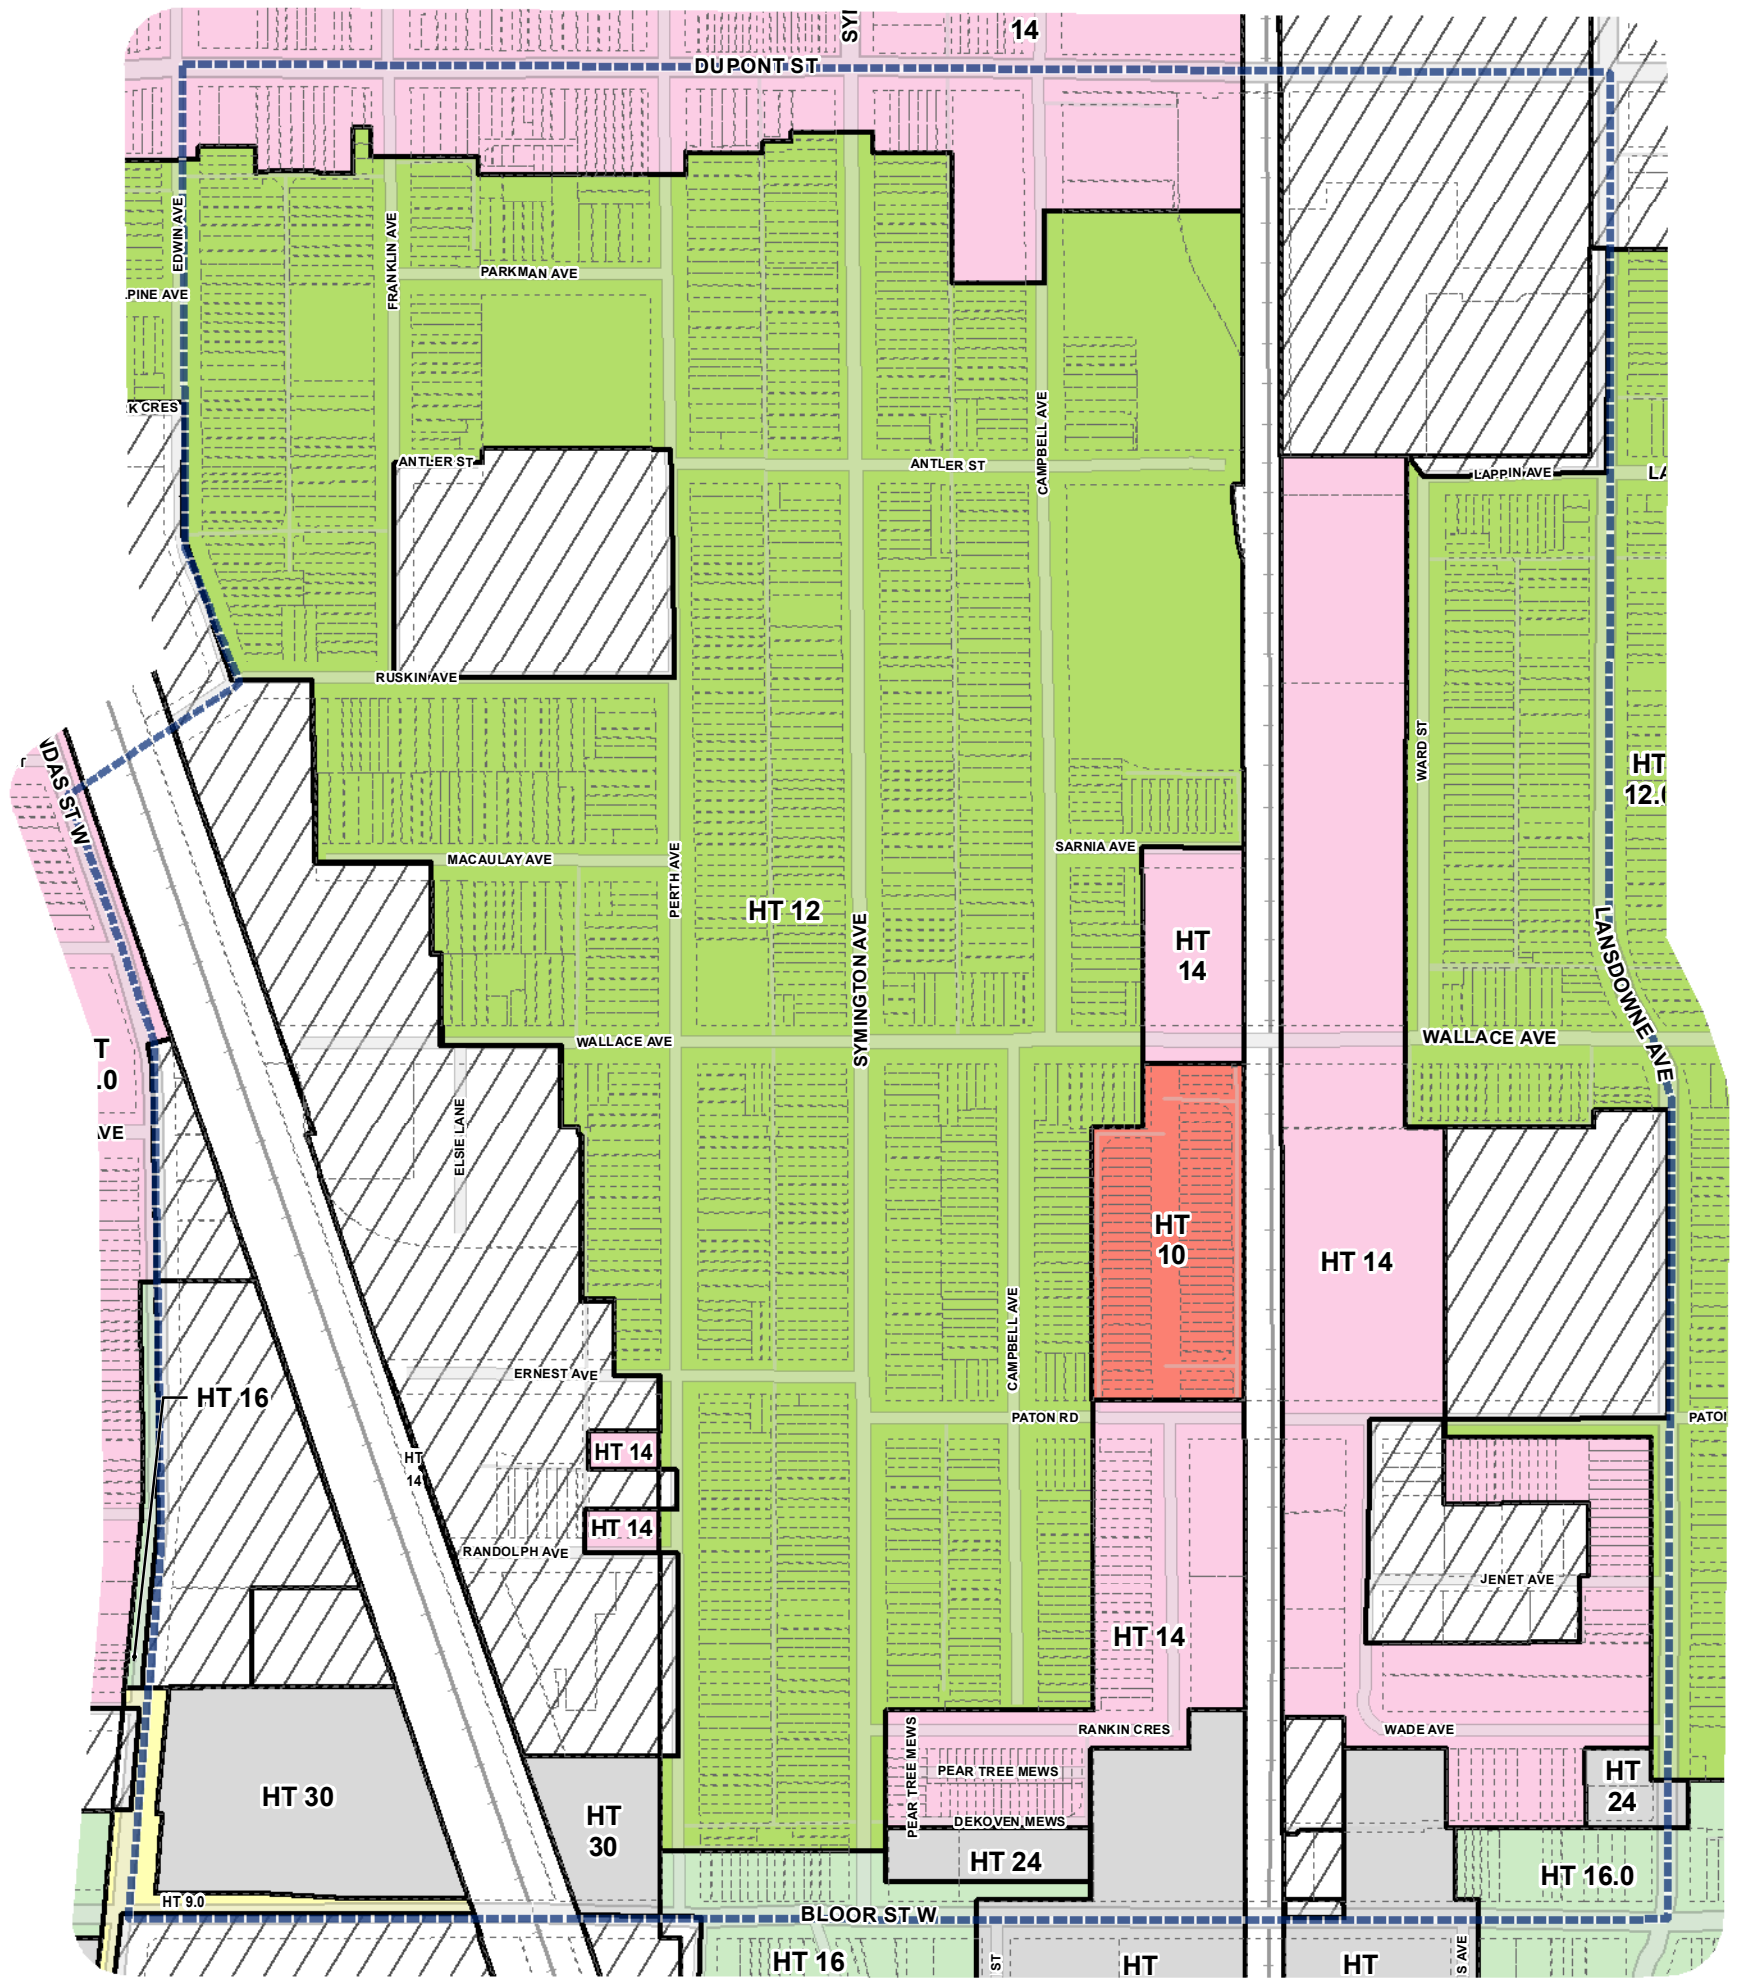 14
DUPONT ST
EDWIN AVE
FRANKLIN AVE
PARKMAN AVE
PINE AVE
K CRES
CAMPBELL AVE
ANTLER ST
ANTLER ST
LAPPIN AVE
RUSKIN AVE
WARD ST
HT
DAS ST W
MACAULAY AVE
PERTH AVE
SARNIA AVE
HT 12
SYMINGTON AVE
HT
14
LANSDOWNE AVE
WALLACE AVE
WALLACE AVE
.0
AVE
ELSIE LANE
HT
10
HT 14
CAMPBELL AVE
ERNEST AVE
HT 16
PATON RD
HT 14
HT
14
HT 14
RANDOLPH AVE
JENET AVE
HT 14
RANKIN CRES
WADE AVE
PEAR TREE MEWS
PEAR TREE MEWS
HT
24
HT 30
HT
30
DEKOVEN MEWS
HT 24
HT 16.0
HT 9.0
BLOOR ST W
HT 16
ST
HT
HT
S AVE